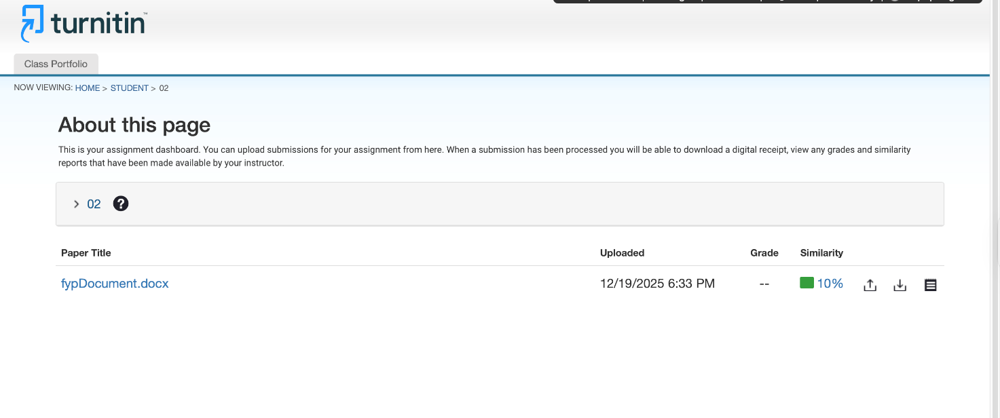 turnitin™
Class Portfolio
NOW VIEWING: HOME > STUDENT > 02
About this page
This is your assignment dashboard. You can upload submissions for your assignment from here. When a submission has been processed you will be able to download a digital receipt, view any grades and similarity
reports that have been made available by your instructor.
> 02 ?
Paper Title Uploaded Grade Similarity
fypDocument.docx 12/19/2025 6:33 PM -- 10%